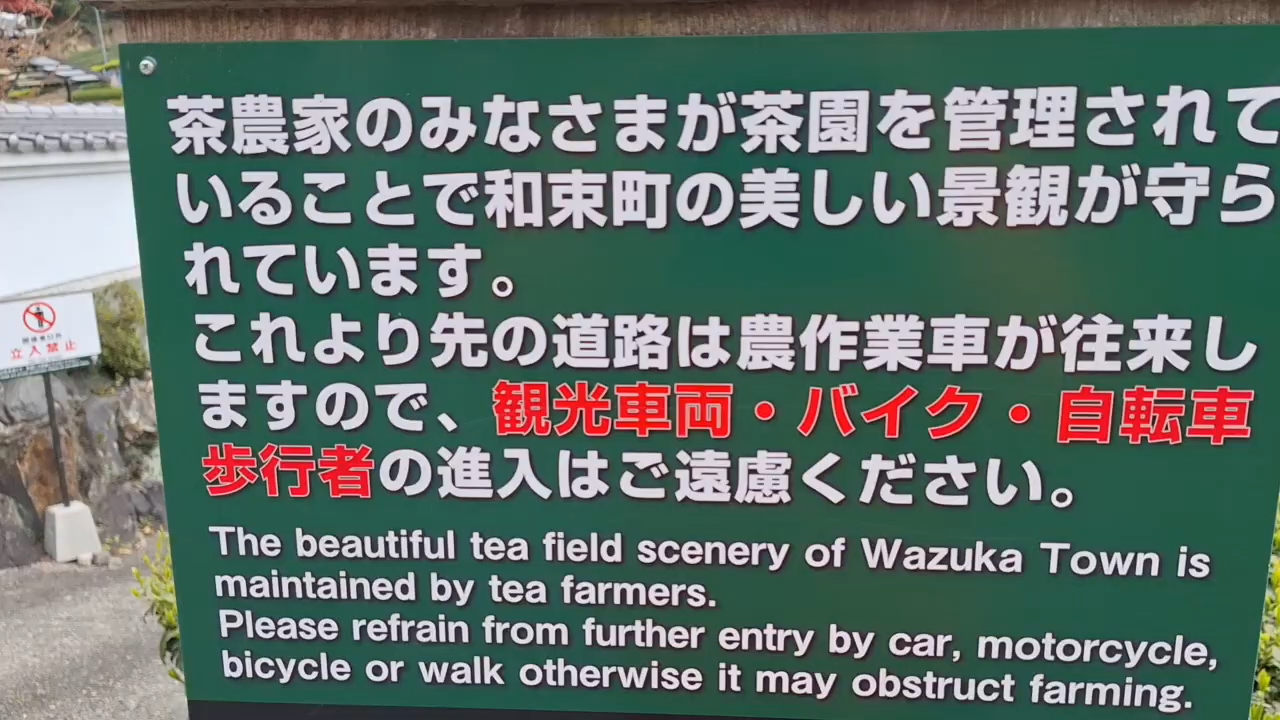 茶農家のみなさまが茶園を管理されて
いることで和束町の美しい景観が守ら
れています。
これより先の道路は農作業車が往来し
ますので、観光車両・バイク・自転車
歩行者の進入はご遠慮ください。
The beautiful tea field scenery of Wazuka Town is
maintained by tea farmers.
Please refrain from further entry by car, motorcycle,
bicycle or walk otherwise it may obstruct farming.
関係者以外
立入禁止